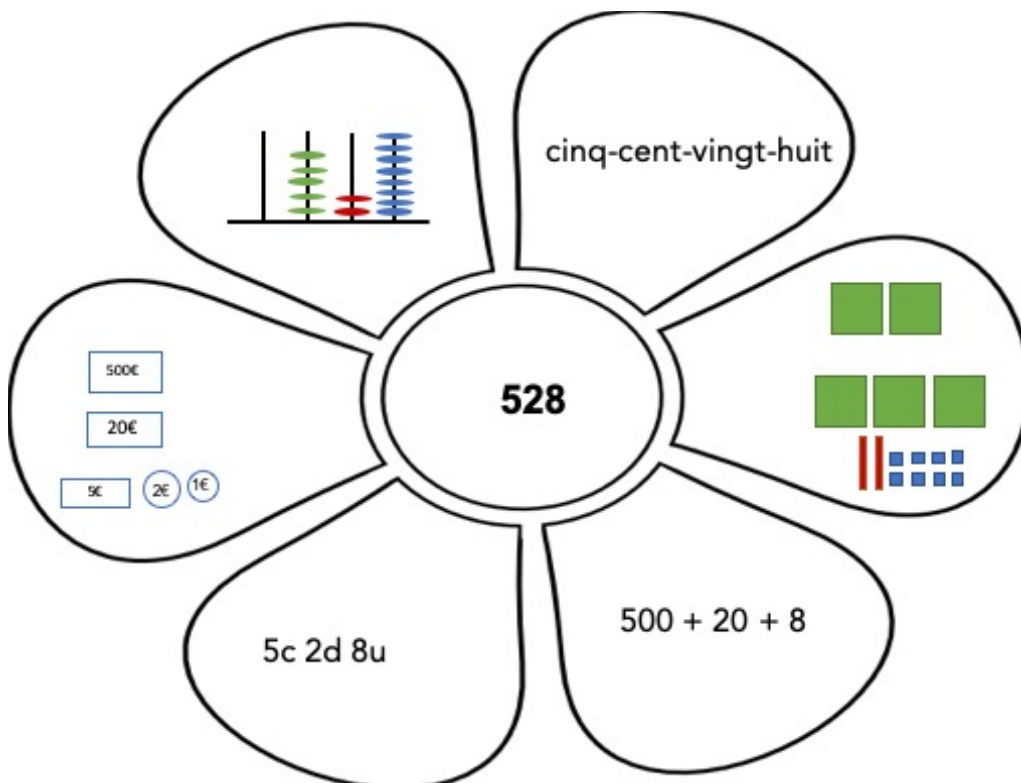 cinq-cent-vingt-huit
500€
20€
5€ 2€ 1€
528
5c 2d 8u
500 + 20 + 8